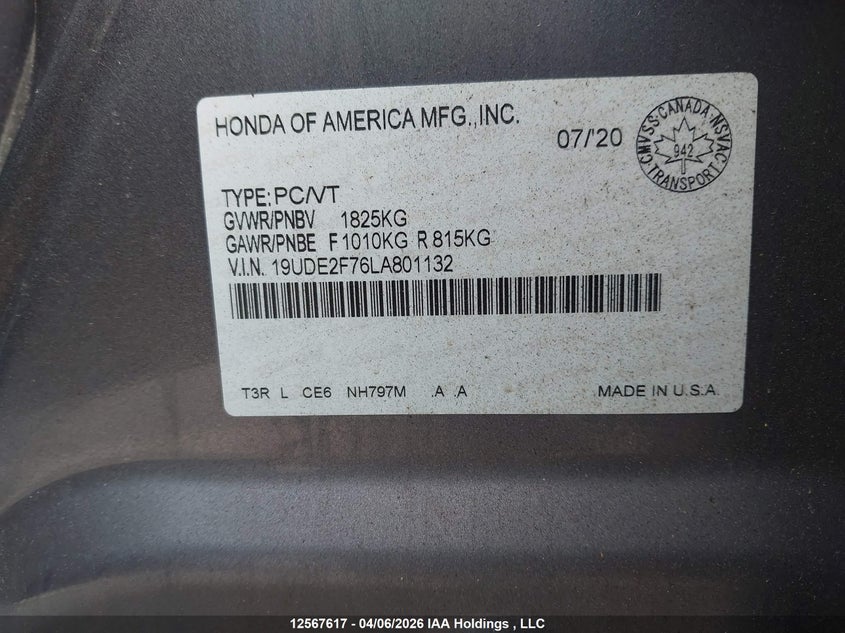 HONDA OF AMERICA MFG.,INC.
07/'20
CMVSS·CANADA·NSVAC
942
TRANSPORT
TYPE: PC/VT
GVWR/PNBV 1825KG
GAWR/PNBE F 1010KG R 815KG
V.I.N. 19UDE2F76LA801132
T3R L CE6 NH797M .A .A
MADE IN U.S.A.
12567617 - 04/06/2026 IAA Holdings , LLC